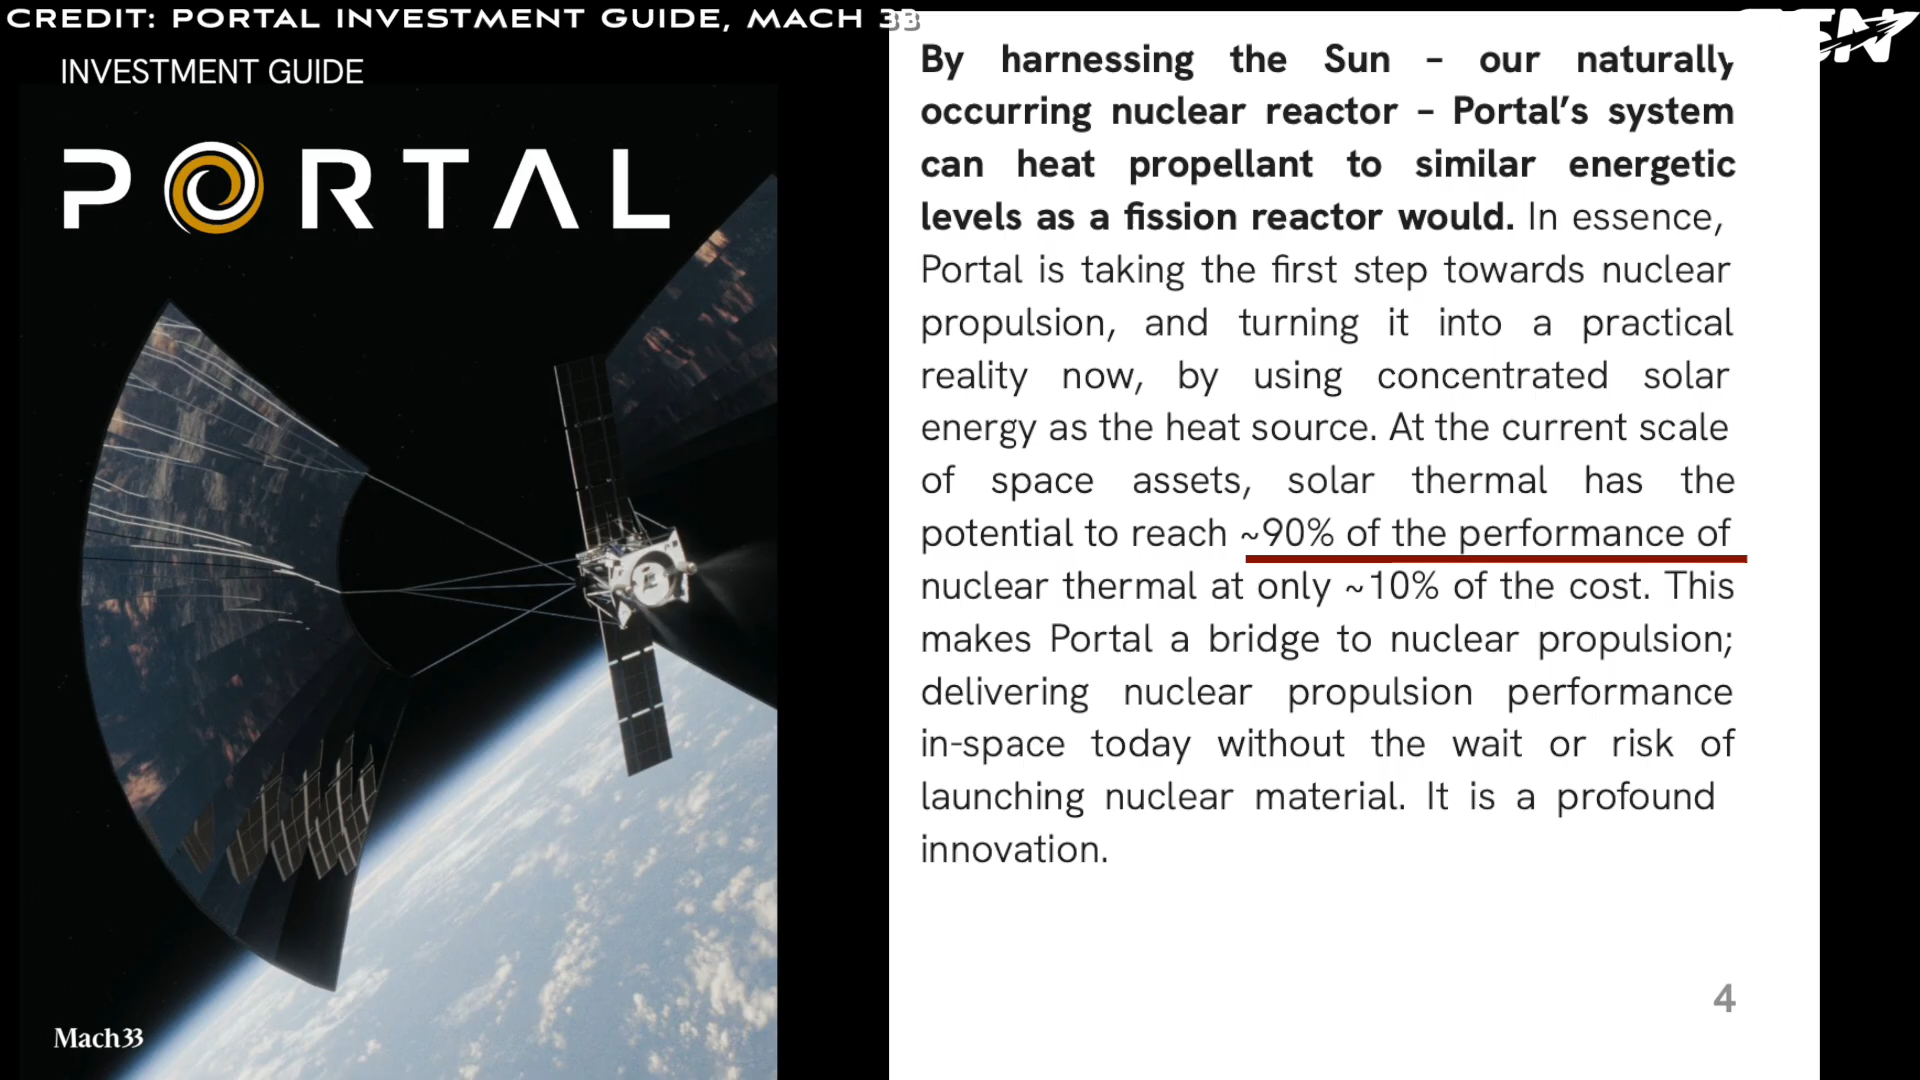 CREDIT: PORTAL INVESTMENT GUIDE, MACH 33
INVESTMENT GUIDE
PORTAL
Mach33
By harnessing the Sun – our naturally
occurring nuclear reactor – Portal’s system
can heat propellant to similar energetic
levels as a fission reactor would. In essence,
Portal is taking the first step towards nuclear
propulsion, and turning it into a practical
reality now, by using concentrated solar
energy as the heat source. At the current scale
of space assets, solar thermal has the
potential to reach ~90% of the performance of
nuclear thermal at only ~10% of the cost. This
makes Portal a bridge to nuclear propulsion;
delivering nuclear propulsion performance
in-space today without the wait or risk of
launching nuclear material. It is a profound
innovation.
4